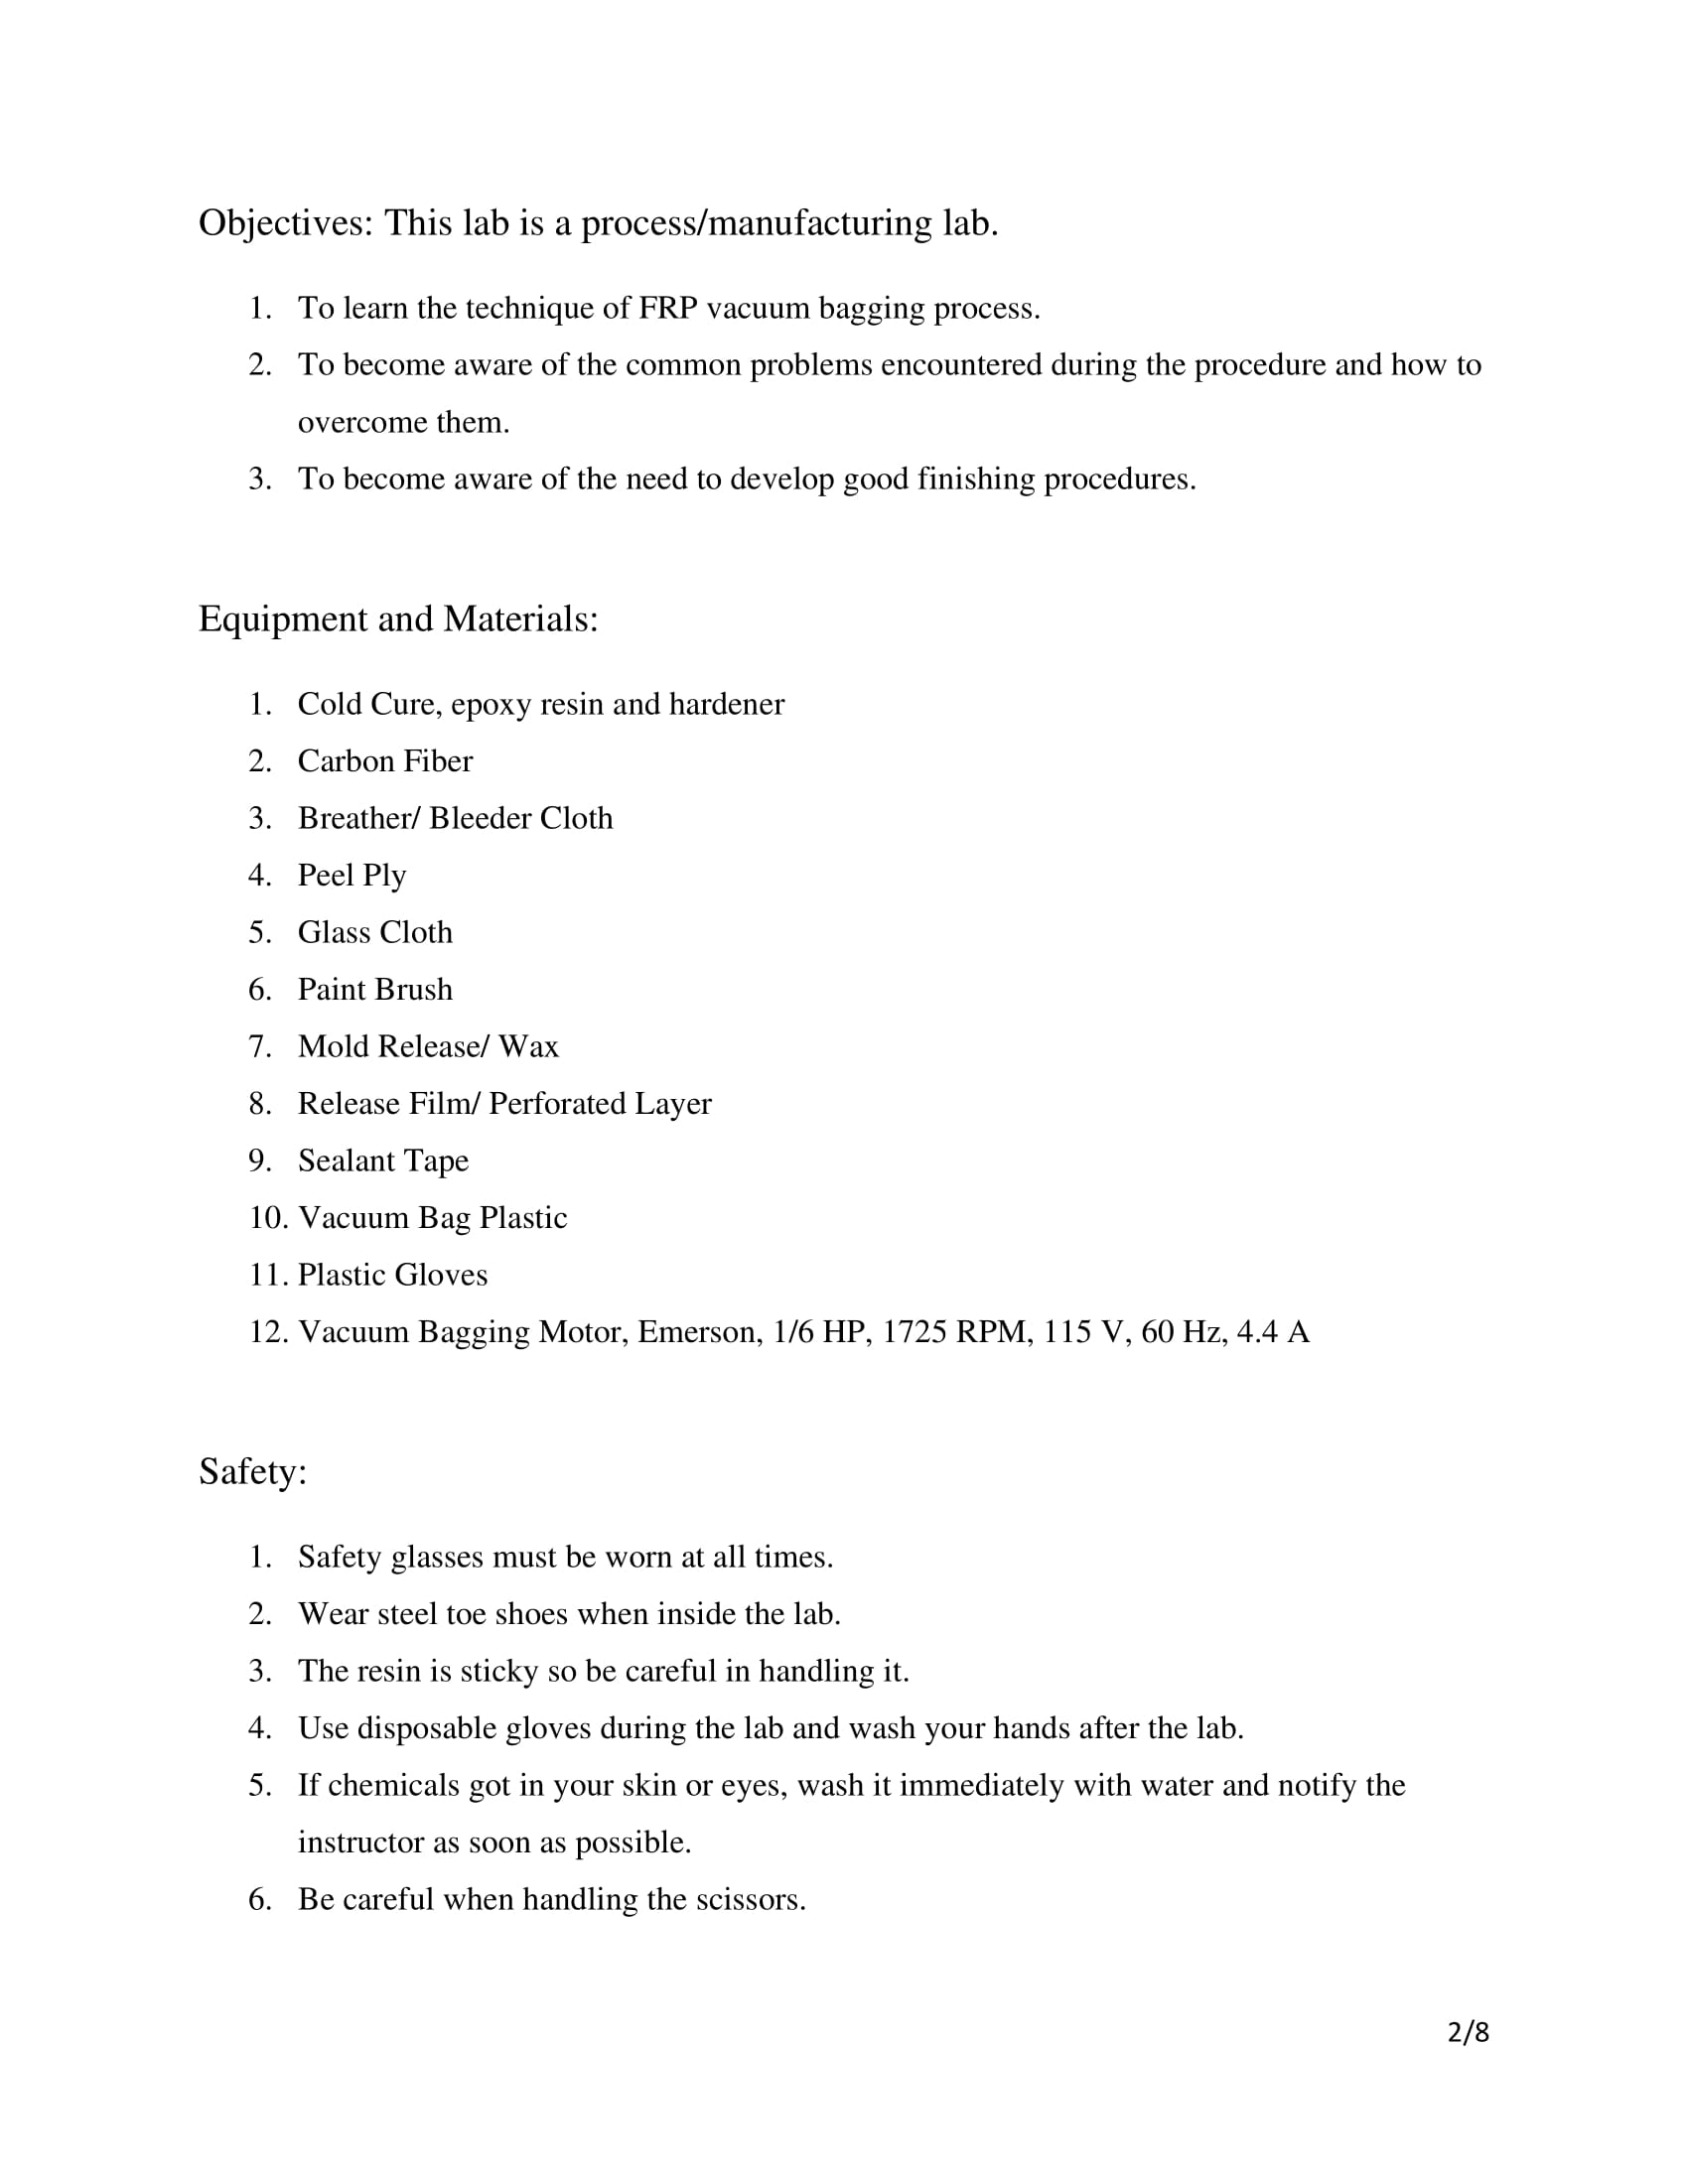 Objectives: This lab is a process/manufacturing lab.
1. To learn the technique of FRP vacuum bagging process.
2. To become aware of the common problems encountered during the procedure and how to
overcome them.
3. To become aware of the need to develop good finishing procedures.
Equipment and Materials:
1. Cold Cure, epoxy resin and hardener
2. Carbon Fiber
3. Breather/ Bleeder Cloth
4. Peel Ply
5. Glass Cloth
6. Paint Brush
7. Mold Release/ Wax
8. Release Film/ Perforated Layer
9. Sealant Tape
10. Vacuum Bag Plastic
11. Plastic Gloves
12. Vacuum Bagging Motor, Emerson, 1/6 HP, 1725 RPM, 115 V, 60 Hz, 4.4 A
Safety:
1. Safety glasses must be worn at all times.
2. Wear steel toe shoes when inside the lab.
3. The resin is sticky so be careful in handling it.
4. Use disposable gloves during the lab and wash your hands after the lab.
5. If chemicals got in your skin or eyes, wash it immediately with water and notify the
instructor as soon as possible.
6. Be careful when handling the scissors.
2/8